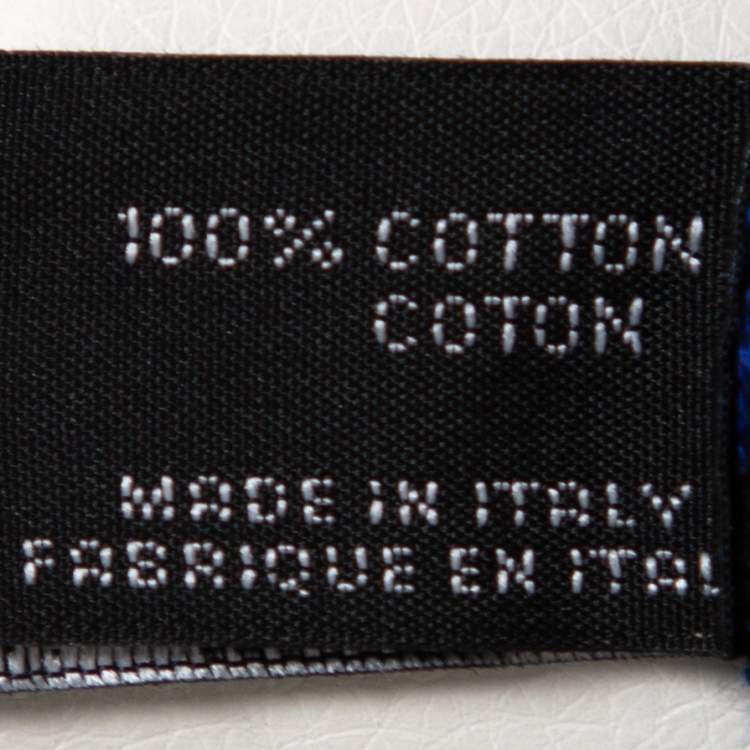 100% COTTON
COTON
MADE IN ITALY
FABRIQUE EN ITAL